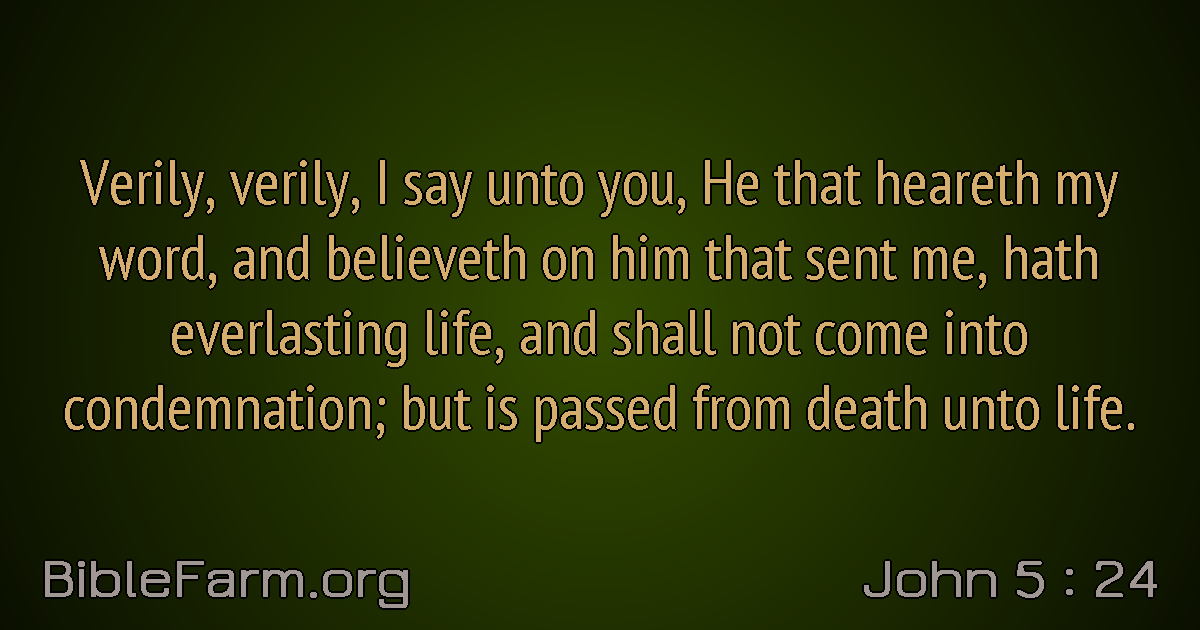 Verily, verily, I say unto you, He that heareth my
word, and believeth on him that sent me, hath
everlasting life, and shall not come into
condemnation; but is passed from death unto life.
BibleFarm.org
John 5 : 24